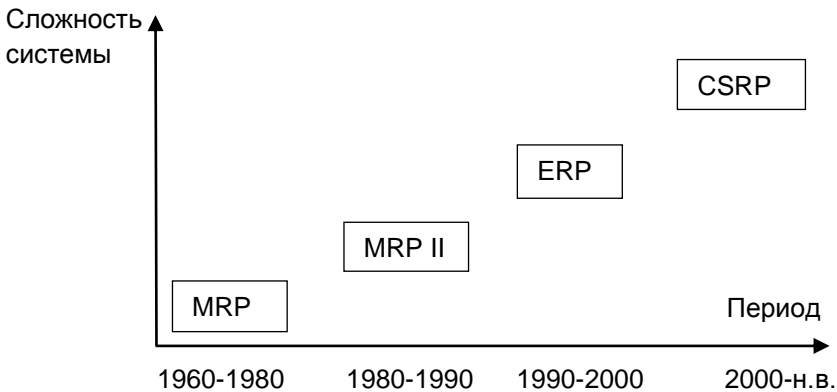 Сложность
системы
CSRP
ERP
MRP II
MRP
Период
1960-1980 1980-1990 1990-2000 2000-н.в.